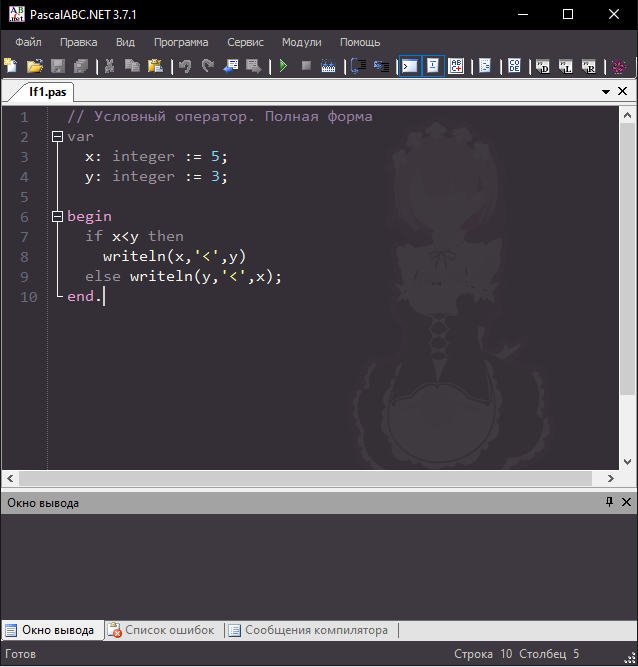 PascalABC.NET 3.7.1
Файл Правка Вид Программа Сервис Модули Помощь
If1.pas
1 // Условный оператор. Полная форма
2 var
3 x: integer := 5;
4 y: integer := 3;
5
6 begin
7 if x<y then
8 writeln(x,'<',y)
9 else writeln(y,'<',x);
10 end.
Окно вывода
Окно вывода Список ошибок Сообщения компилятора
Готов Строка 10 Столбец 5